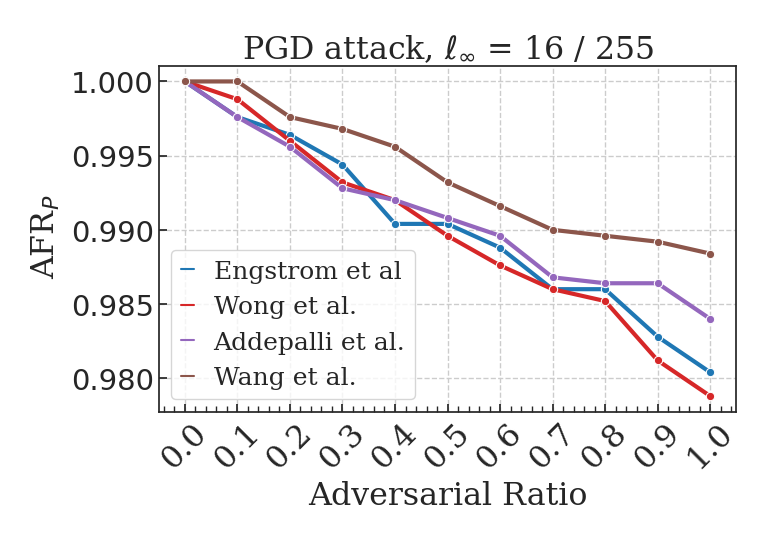 PGD attack, ℓ∞ = 16 / 255
AFR_P
1.000
0.995
0.990
0.985
0.980
Engstrom et al
Wong et al.
Addepalli et al.
Wang et al.
0.0 0.1 0.2 0.3 0.4 0.5 0.6 0.7 0.8 0.9 1.0
Adversarial Ratio